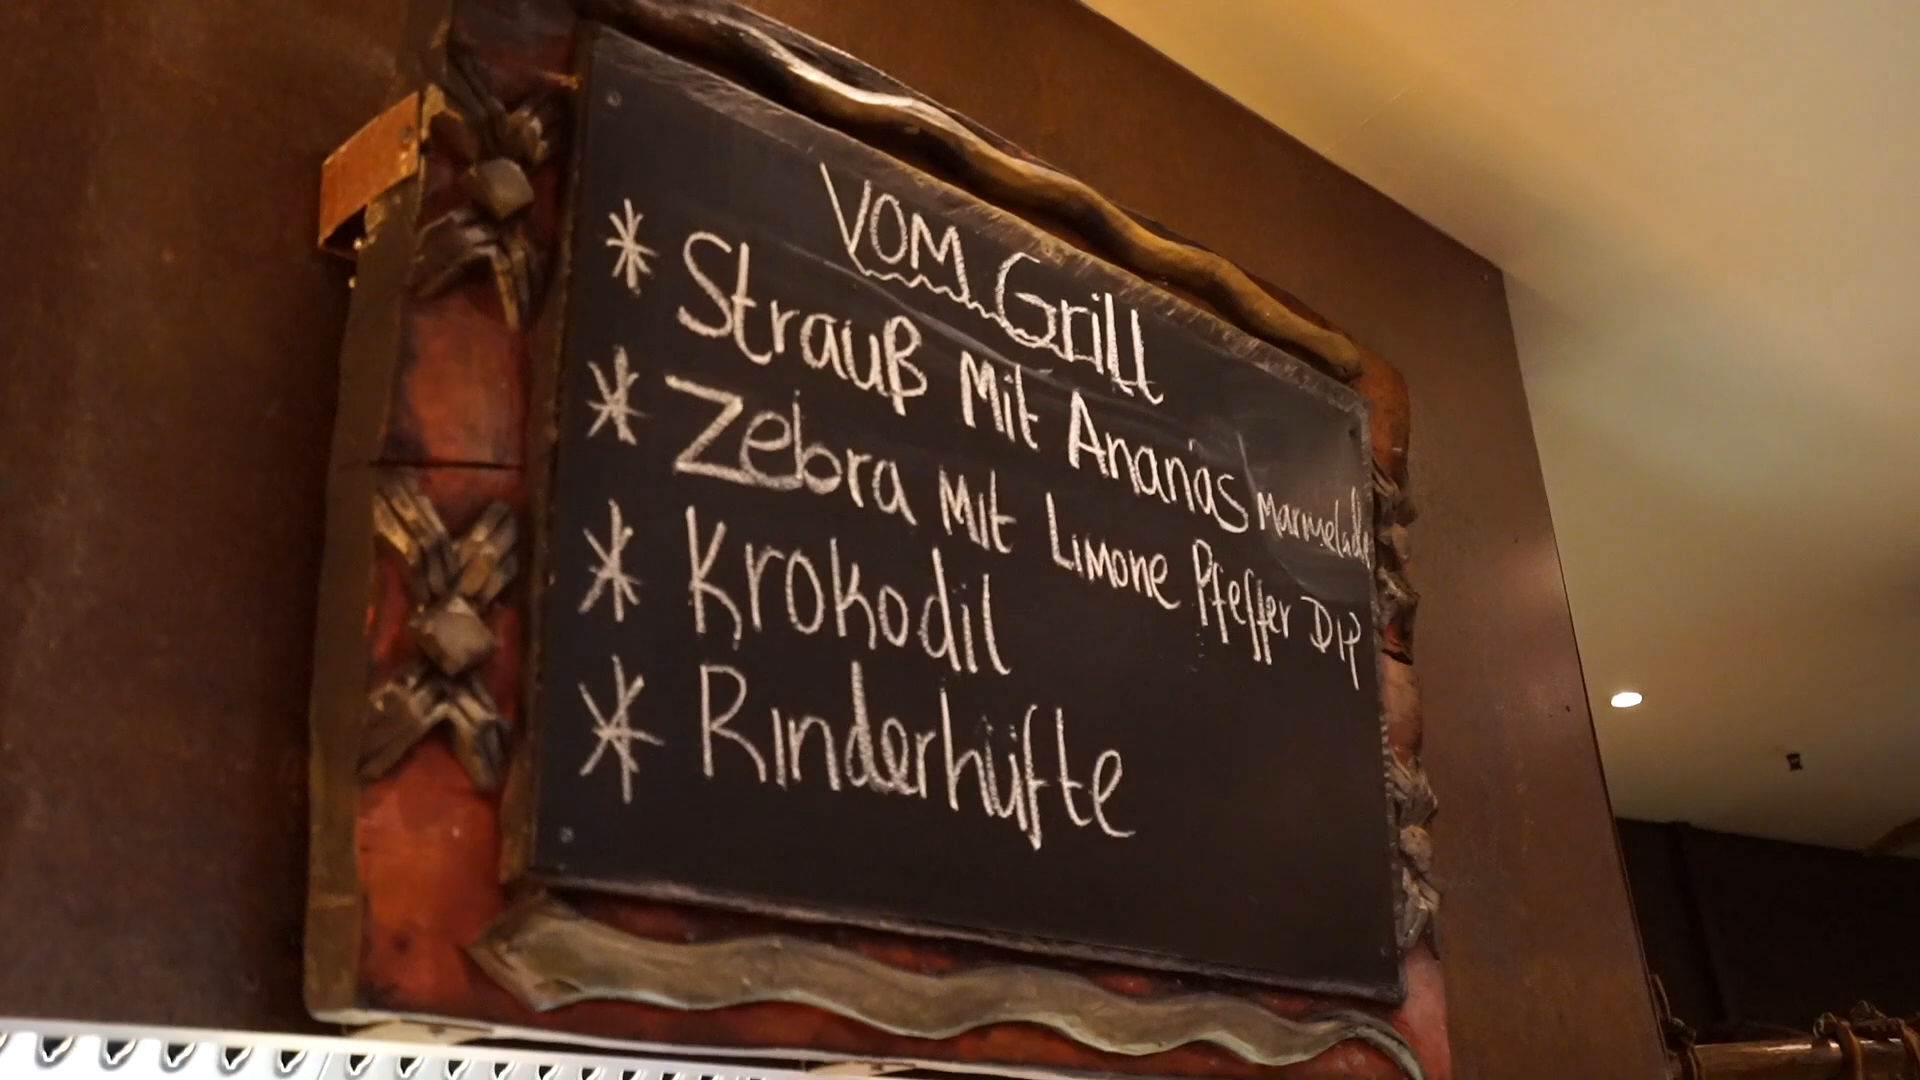 Vom Grill
* Strauß mit Ananas Marmelade
* Zebra mit Limone Pfeffer Dip
* Krokodil
* Rinderhüfte